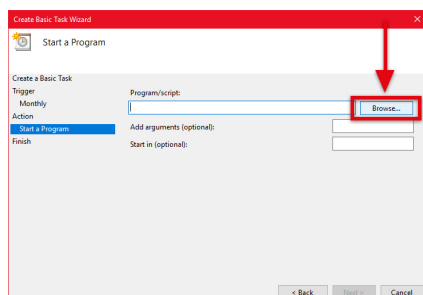 Create Basic Task Wizard
Start a Program
Create a Basic Task
Trigger
Program/script:
Monthly
Browse...
Action
Start a Program
Add arguments (optional):
Finish
Start in (optional):
< Back
Next >
Cancel